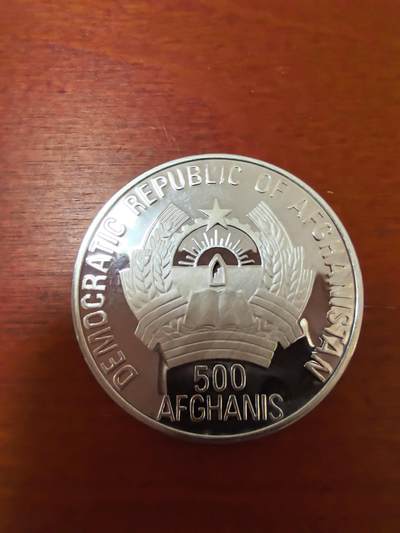 DEMOCRATIC REPUBLIC OF AFGHANISTAN
500
AFGHANIS